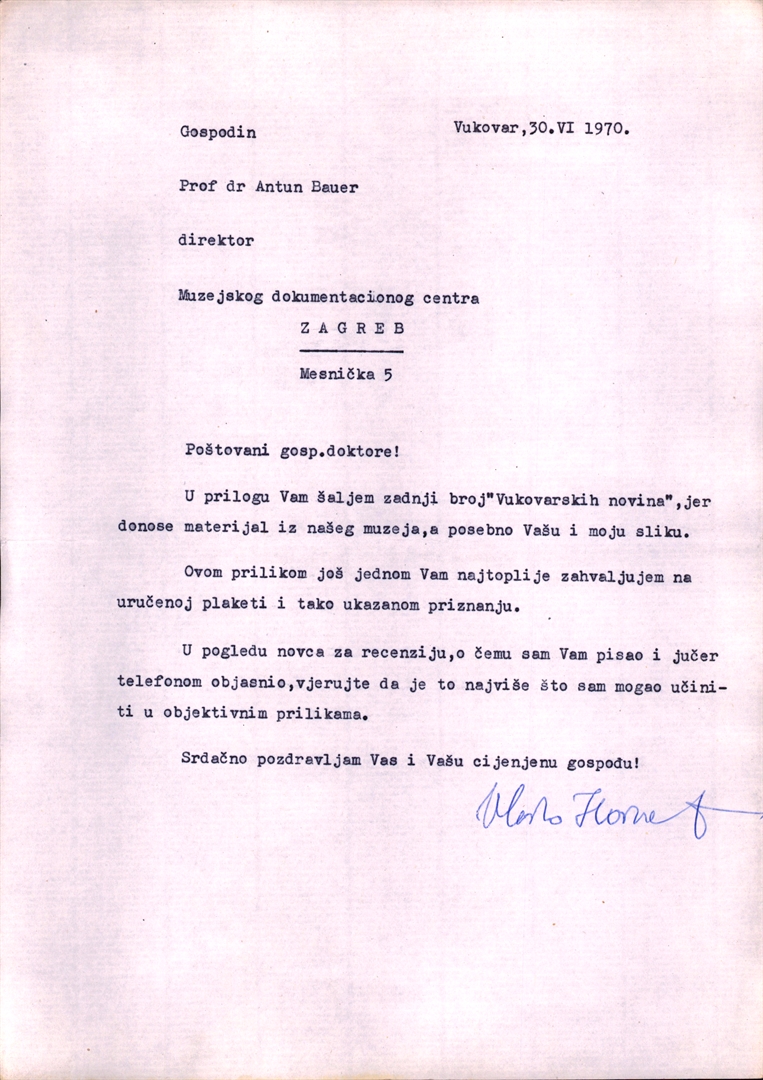 Gospodin
Vukovar,30.VI 1970.
Prof dr Antun Bauer
direktor
Muzejskog dokumentacionog centra
Z A G R E B
Mesnička 5
Poštovani gosp.doktore!
U prilogu Vam šaljem zadnji broj"Vukovarskih novina",jer
donose materijal iz našeg muzeja,a posebno Vašu i moju sliku.
Ovom prilikom još jednom Vam najtoplije zahvaljujem na
uručenoj plaketi i tako ukazanom priznanju.
U pogledu novca za recenziju,o čemu sam Vam pisao i jučer
telefonom objasnio,vjerujte da je to najviše što sam mogao učini-
ti u objektivnim prilikama.
Srdačno pozdravljam Vas i Vašu cijenjenu gospođu!